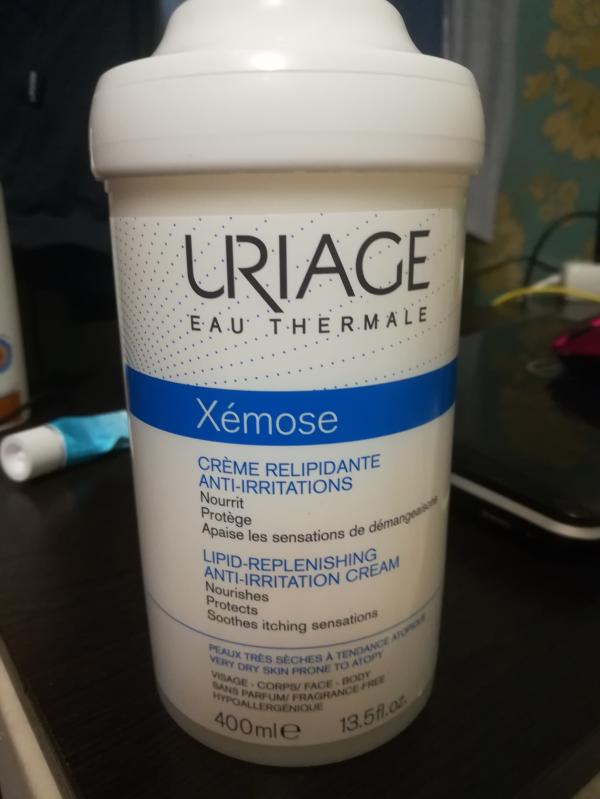 URIAGE
EAU THERMALE
Xémose
CRÈME RELIPIDANTE
ANTI-IRRITATIONS
Nourrit
Protège
Apaise les sensations de démangeaisons
LIPID-REPLENISHING
ANTI-IRRITATION CREAM
Nourishes
Protects
Soothes itching sensations
PEAUX TRÈS SÈCHES À TENDANCE ATOPIQUE
VERY DRY SKIN PRONE TO ATOPY
VISAGE - CORPS/ FACE - BODY
SANS PARFUM/ FRAGRANCE-FREE
HYPOALLERGÉNIQUE
400ml e 13.5fl.oz.